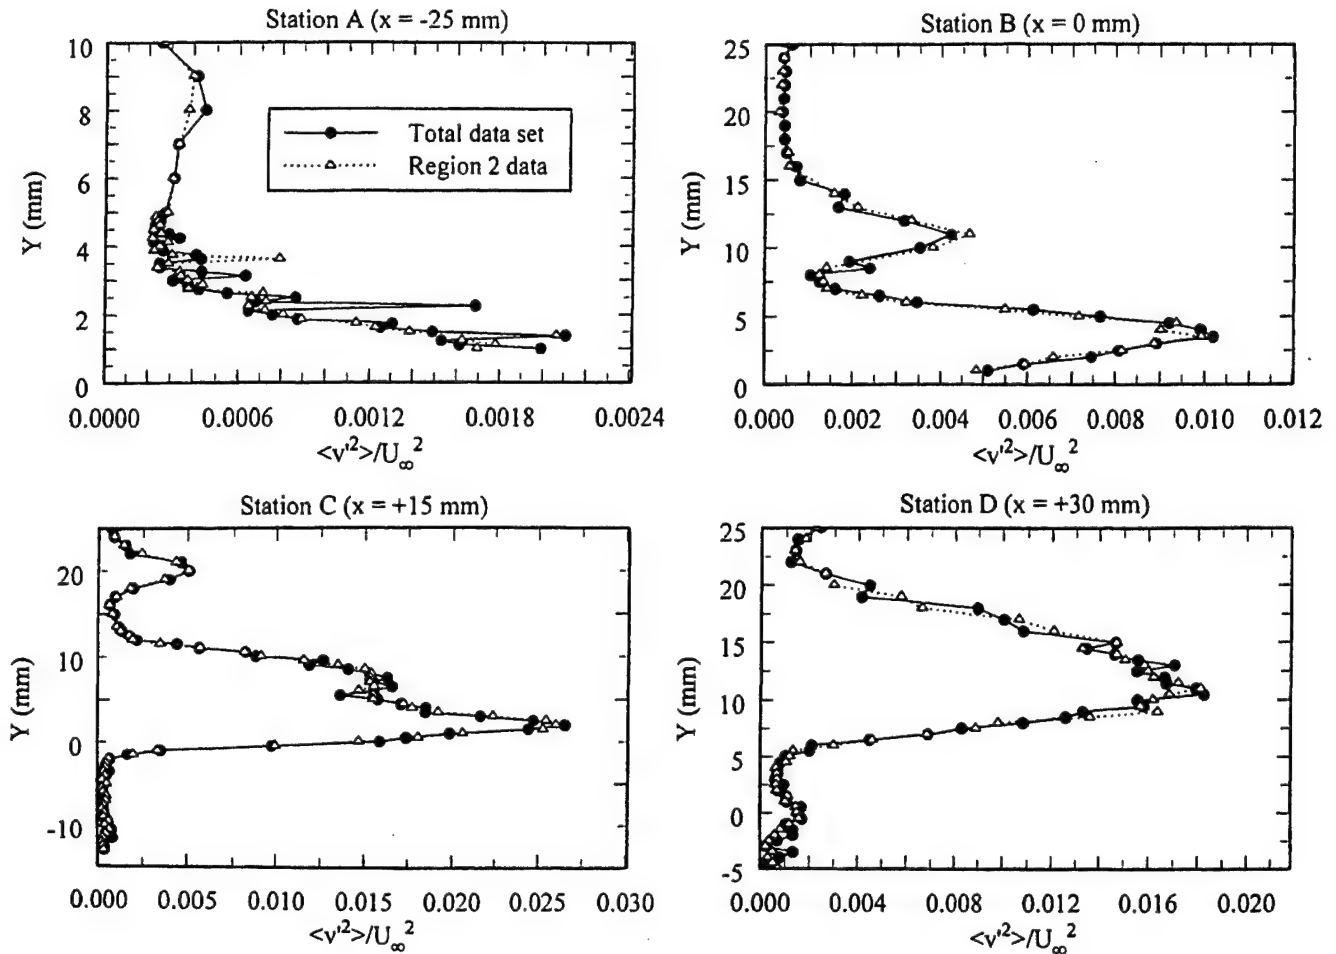 Station A (x = -25 mm)
10
8
6
4
2
0
Y (mm)
Total data set
Region 2 data
0.0000 0.0006 0.0012 0.0018 0.0024
<v'²>/U∞²
Station B (x = 0 mm)
25
20
15
10
5
0
Y (mm)
0.000 0.002 0.004 0.006 0.008 0.010 0.012
<v'²>/U∞²
Station C (x = +15 mm)
20
10
0
-10
Y (mm)
0.000 0.005 0.010 0.015 0.020 0.025 0.030
<v'²>/U∞²
Station D (x = +30 mm)
25
20
15
10
5
0
-5
Y (mm)
0.000 0.004 0.008 0.012 0.016 0.020
<v'²>/U∞²